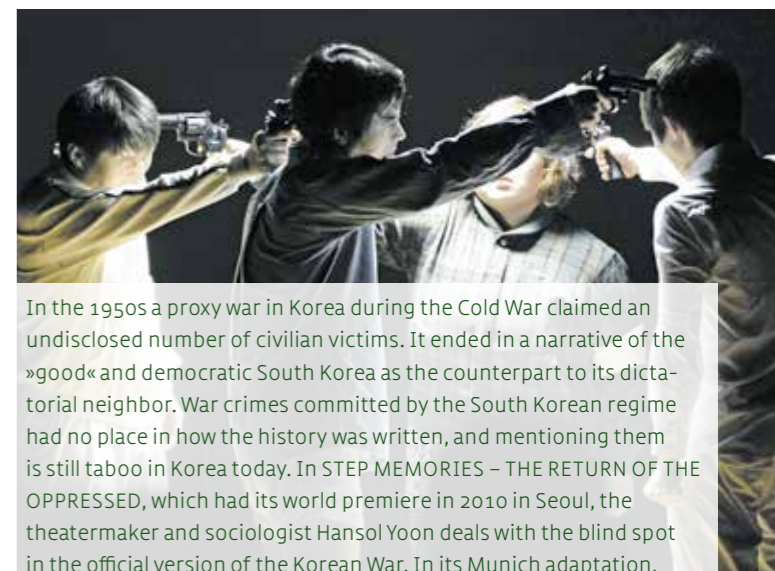 In the 1950s a proxy war in Korea during the Cold War claimed an
undisclosed number of civilian victims. It ended in a narrative of the
»good« and democratic South Korea as the counterpart to its dicta-
torial neighbor. War crimes committed by the South Korean regime
had no place in how the history was written, and mentioning them
is still taboo in Korea today. In STEP MEMORIES – THE RETURN OF THE
OPPRESSED, which had its world premiere in 2010 in Seoul, the
theatermaker and sociologist Hansol Yoon deals with the blind spot
in the official version of the Korean War. In its Munich adaptation,